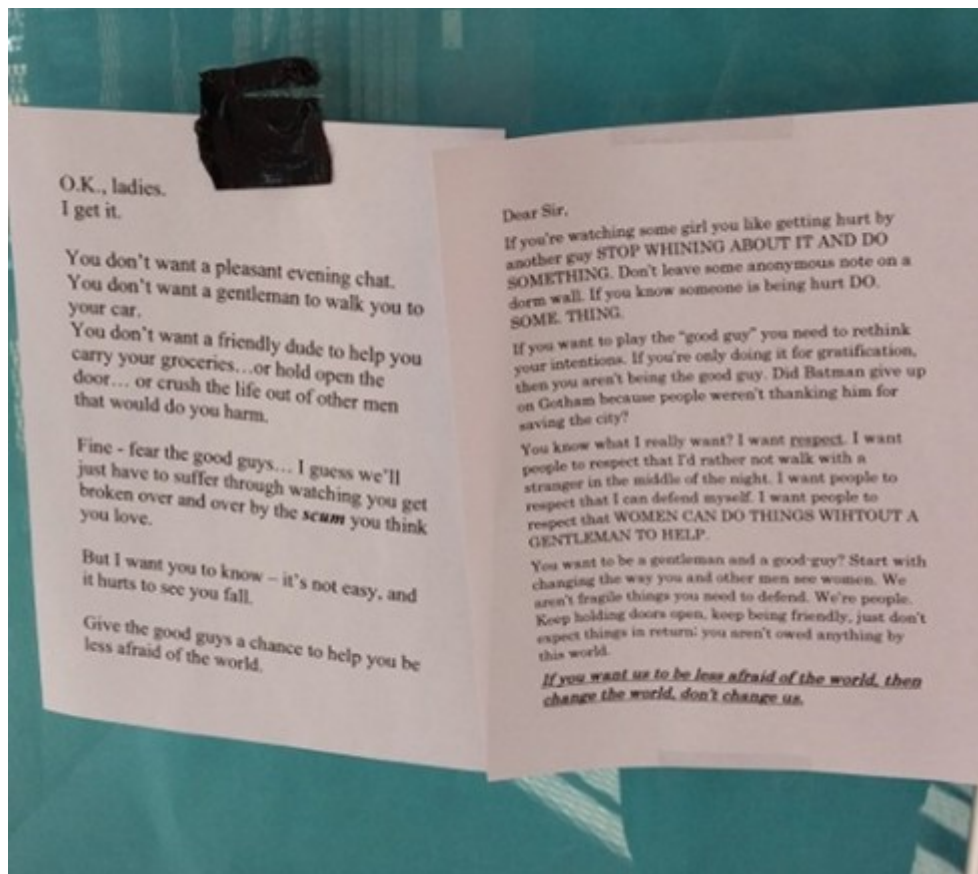 O.K., ladies.
I get it.
You don't want a pleasant evening chat.
You don't want a gentleman to walk you to
your car.
You don't want a friendly dude to help you
carry your groceries...or hold open the
door... or crush the life out of other men
that would do you harm.
Fine - fear the good guys... I guess we'll
just have to suffer through watching you get
broken over and over by the scum you think
you love.
But I want you to know – it's not easy, and
it hurts to see you fall.
Give the good guys a chance to help you be
less afraid of the world.
Dear Sir,
If you're watching some girl you like getting hurt by
another guy STOP WHINING ABOUT IT AND DO
SOMETHING. Don't leave some anonymous note on a
dorm wall. If you know someone is being hurt DO.
SOME. THING.
If you want to play the "good guy" you need to rethink
your intentions. If you're only doing it for gratification,
then you aren't being the good guy. Did Batman give up
on Gotham because people weren't thanking him for
saving the city?
You know what I really want? I want respect. I want
people to respect that I'd rather not walk with a
stranger in the middle of the night. I want people to
respect that I can defend myself. I want people to
respect that WOMEN CAN DO THINGS WIHTOUT A
GENTLEMAN TO HELP.
You want to be a gentleman and a good-guy? Start with
changing the way you and other men see women. We
aren't fragile things you need to defend. We're people.
Keep holding doors open, keep being friendly, just don't
expect things in return; you aren't owed anything by
this world.
If you want us to be less afraid of the world, then
change the world, don't change us.